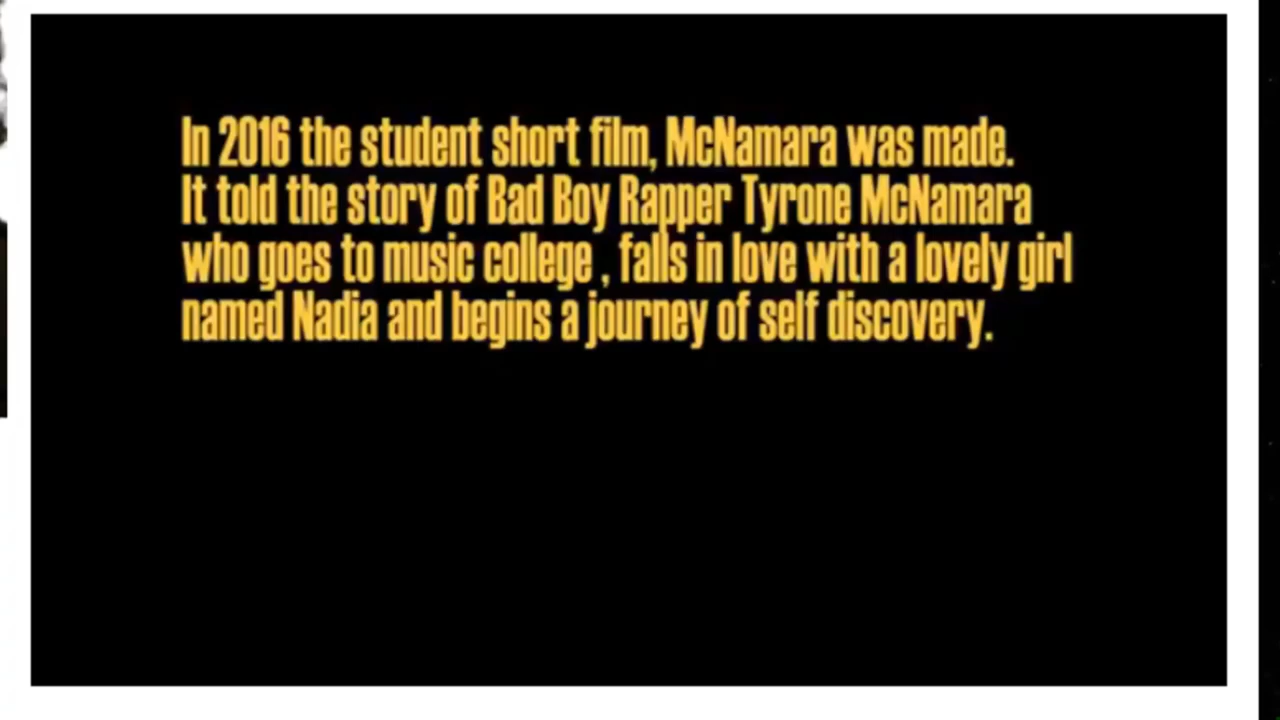 In 2016 the student short film, McNamara was made.
It told the story of Bad Boy Rapper Tyrone McNamara
who goes to music college , falls in love with a lovely girl
named Nadia and begins a journey of self discovery.